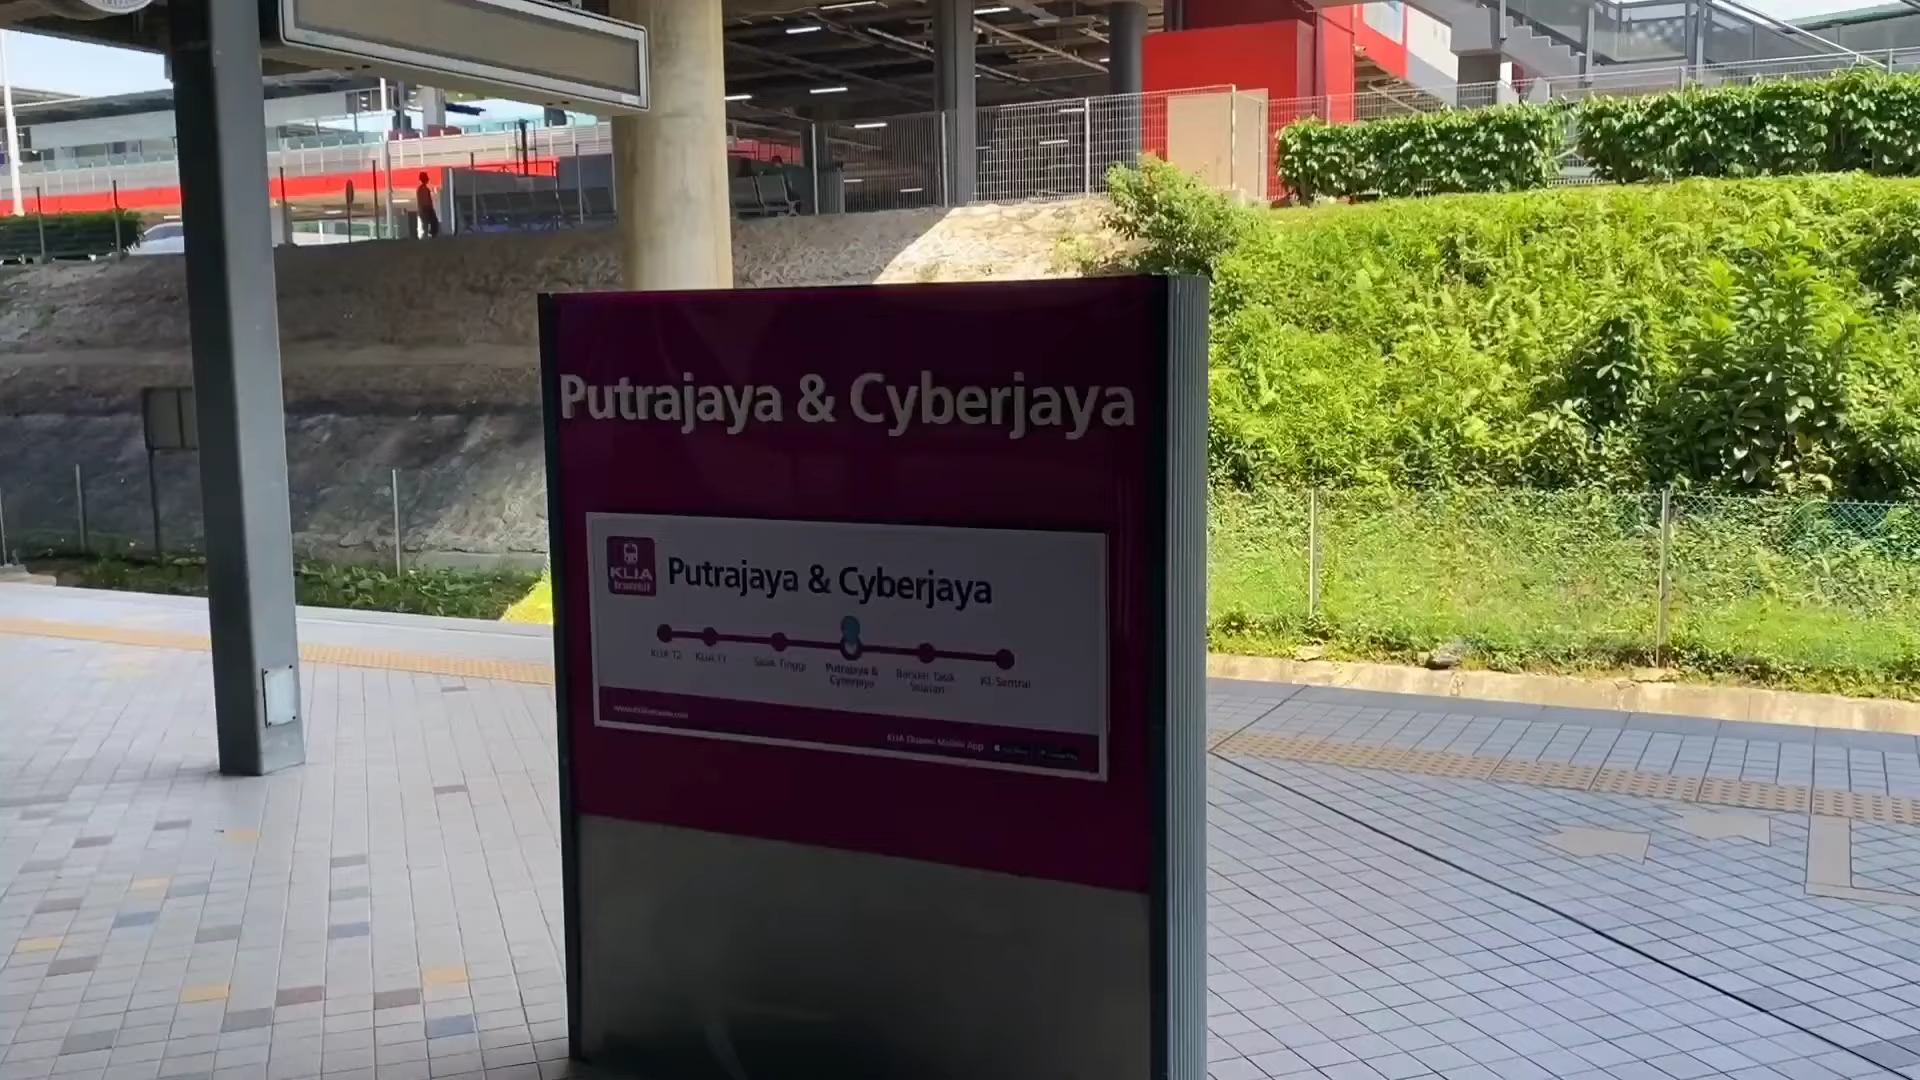 Putrajaya & Cyberjaya
KLIA
transit
Putrajaya & Cyberjaya
KLIA T2
KLIA T1
Salak Tinggi
Putrajaya &
Cyberjaya
Bandar Tasik
Selatan
KL Sentral
KLIA Ekspres Mobile App